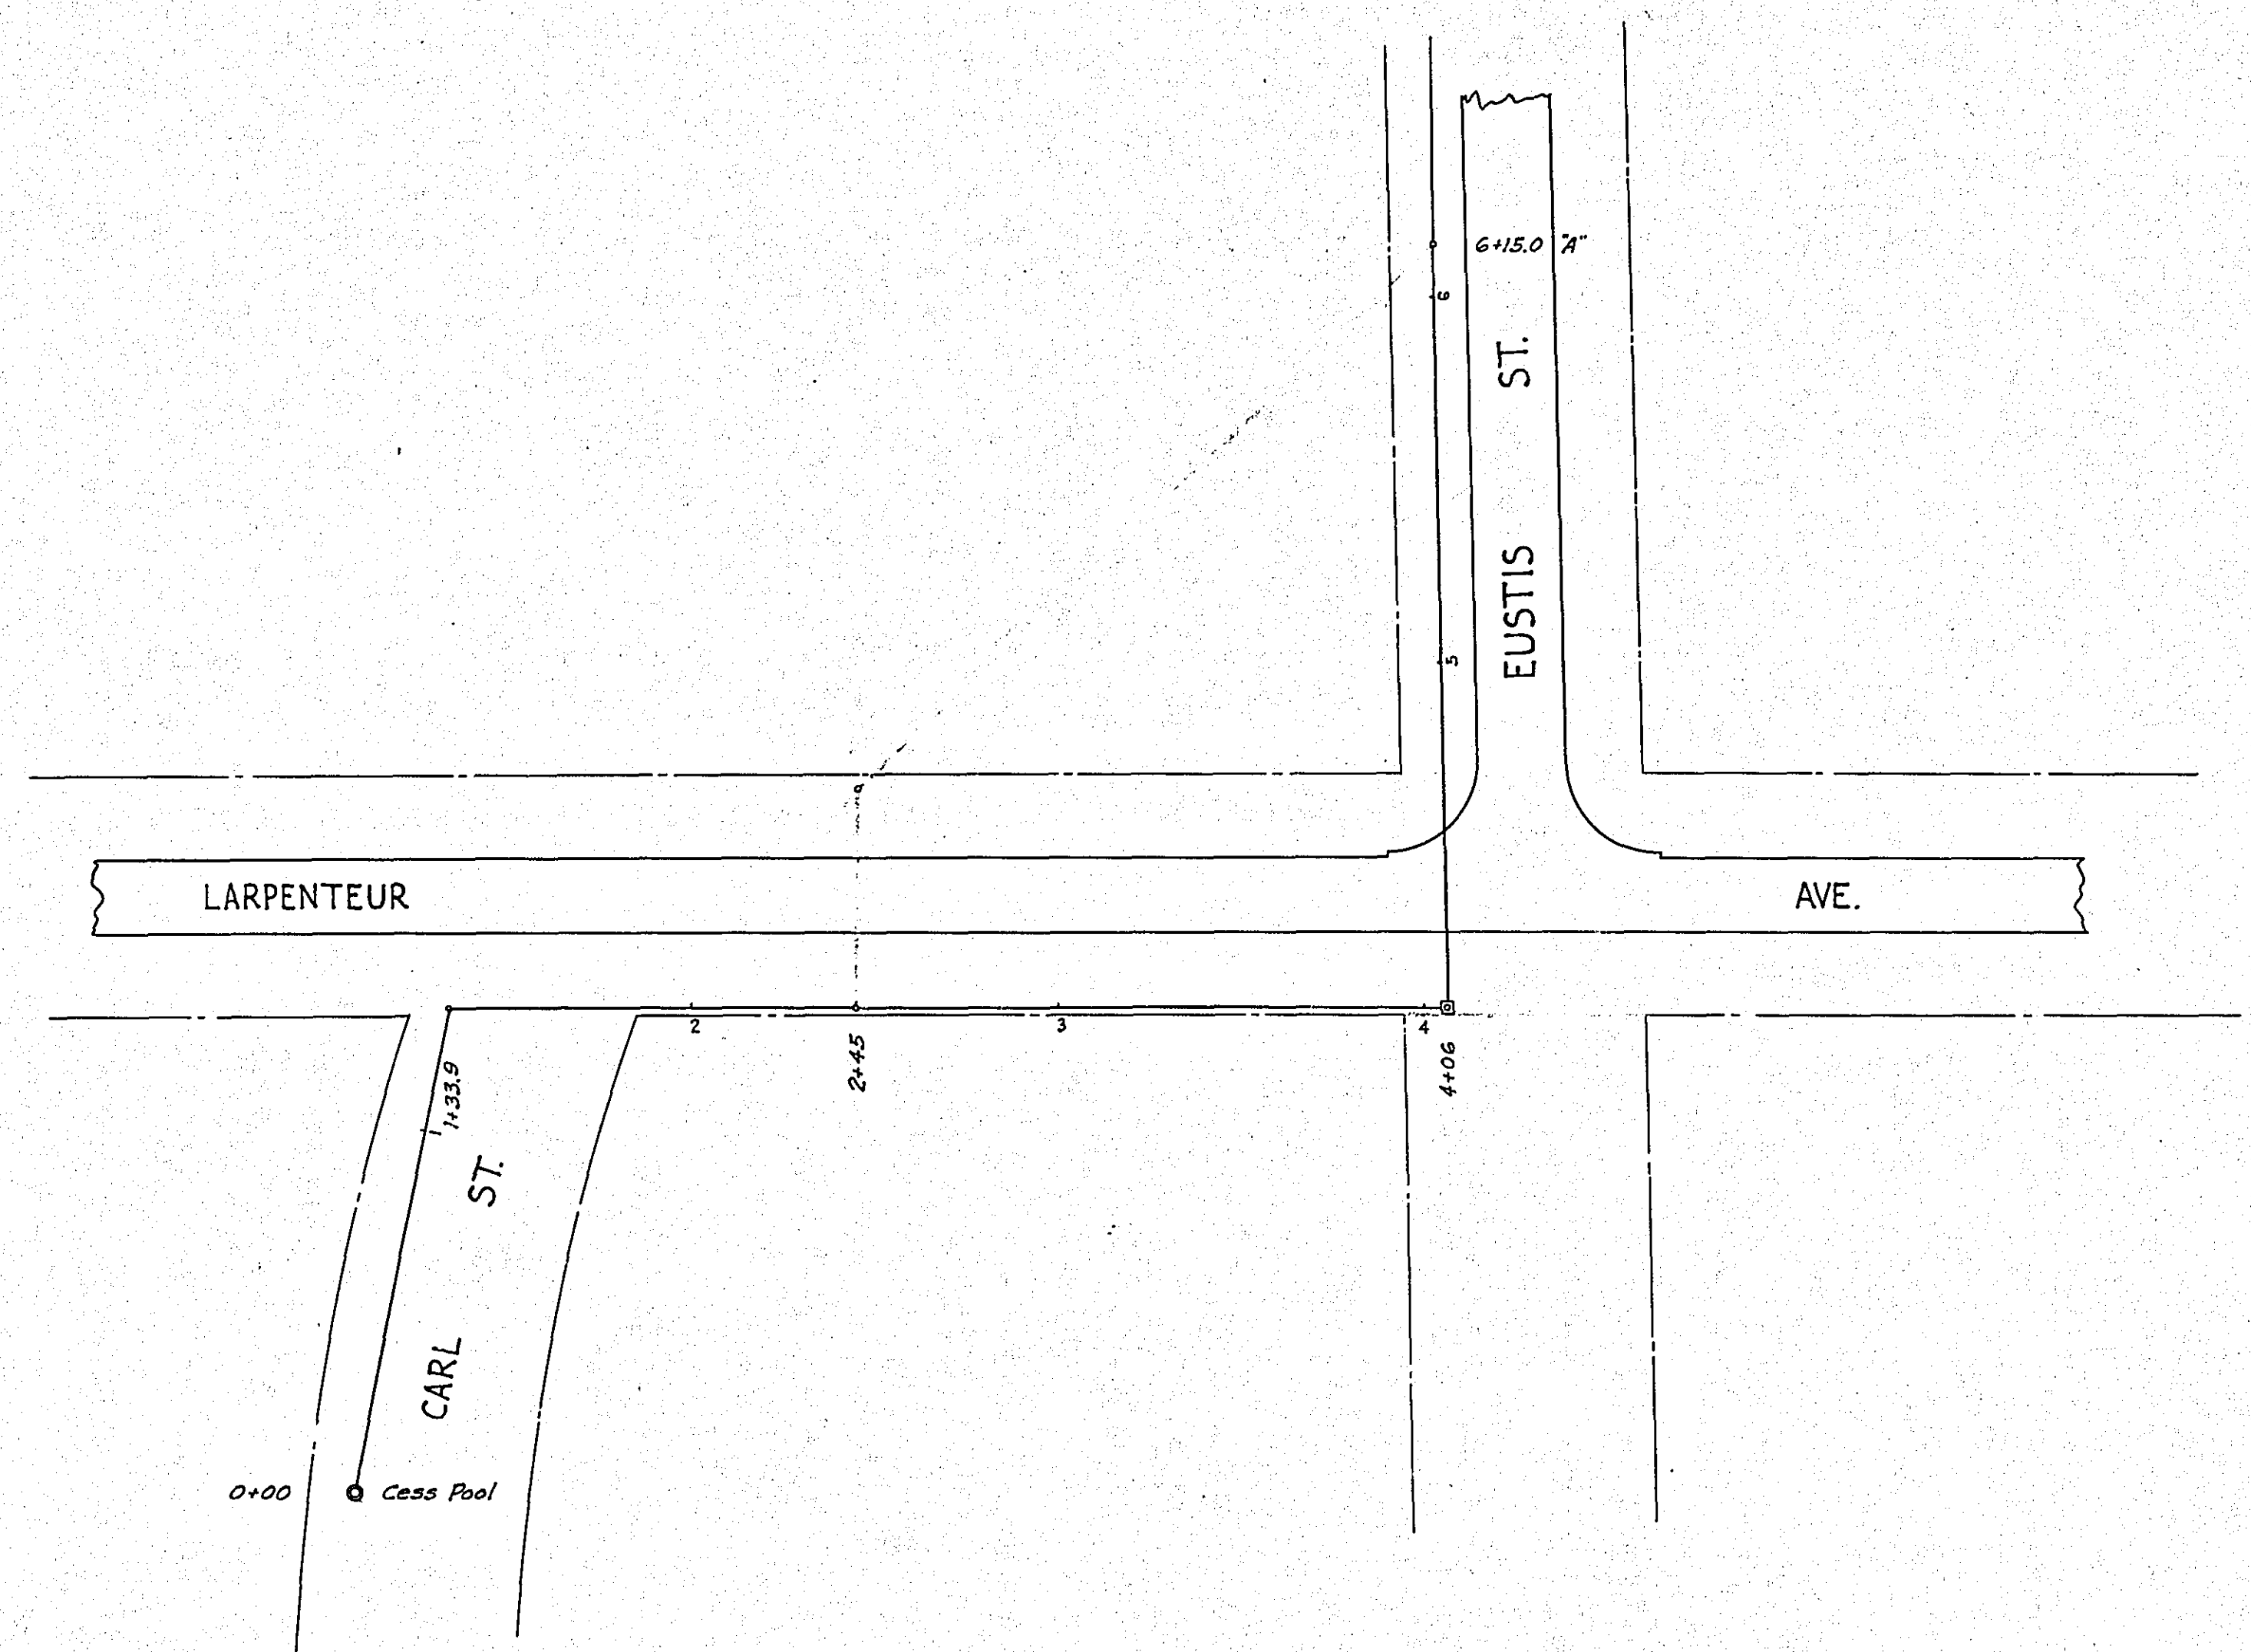 6+15.0 "A"
6
EUSTIS ST.
5
LARPENTEUR AVE.
2
3
4
2+45
4+06
1+33.9
1
CARL ST.
0+00 Cess Pool